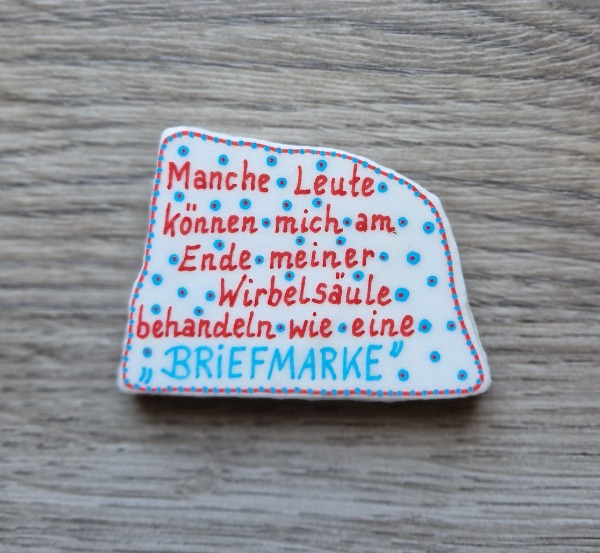 Manche Leute
können mich am
Ende meiner
Wirbelsäule
behandeln wie eine
„BRiEFMARKE”